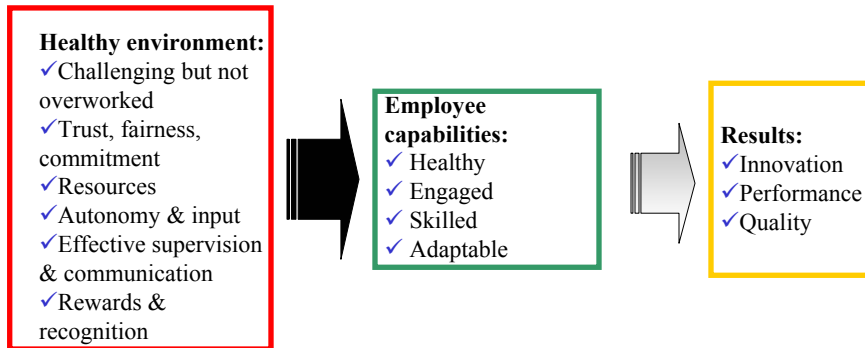 Healthy environment:
✓Challenging but not
overworked
✓Trust, fairness,
commitment
✓Resources
✓Autonomy & input
✓Effective supervision
& communication
✓Rewards &
recognition
Employee
capabilities:
✓ Healthy
✓ Engaged
✓ Skilled
✓ Adaptable
Results:
✓Innovation
✓Performance
✓Quality